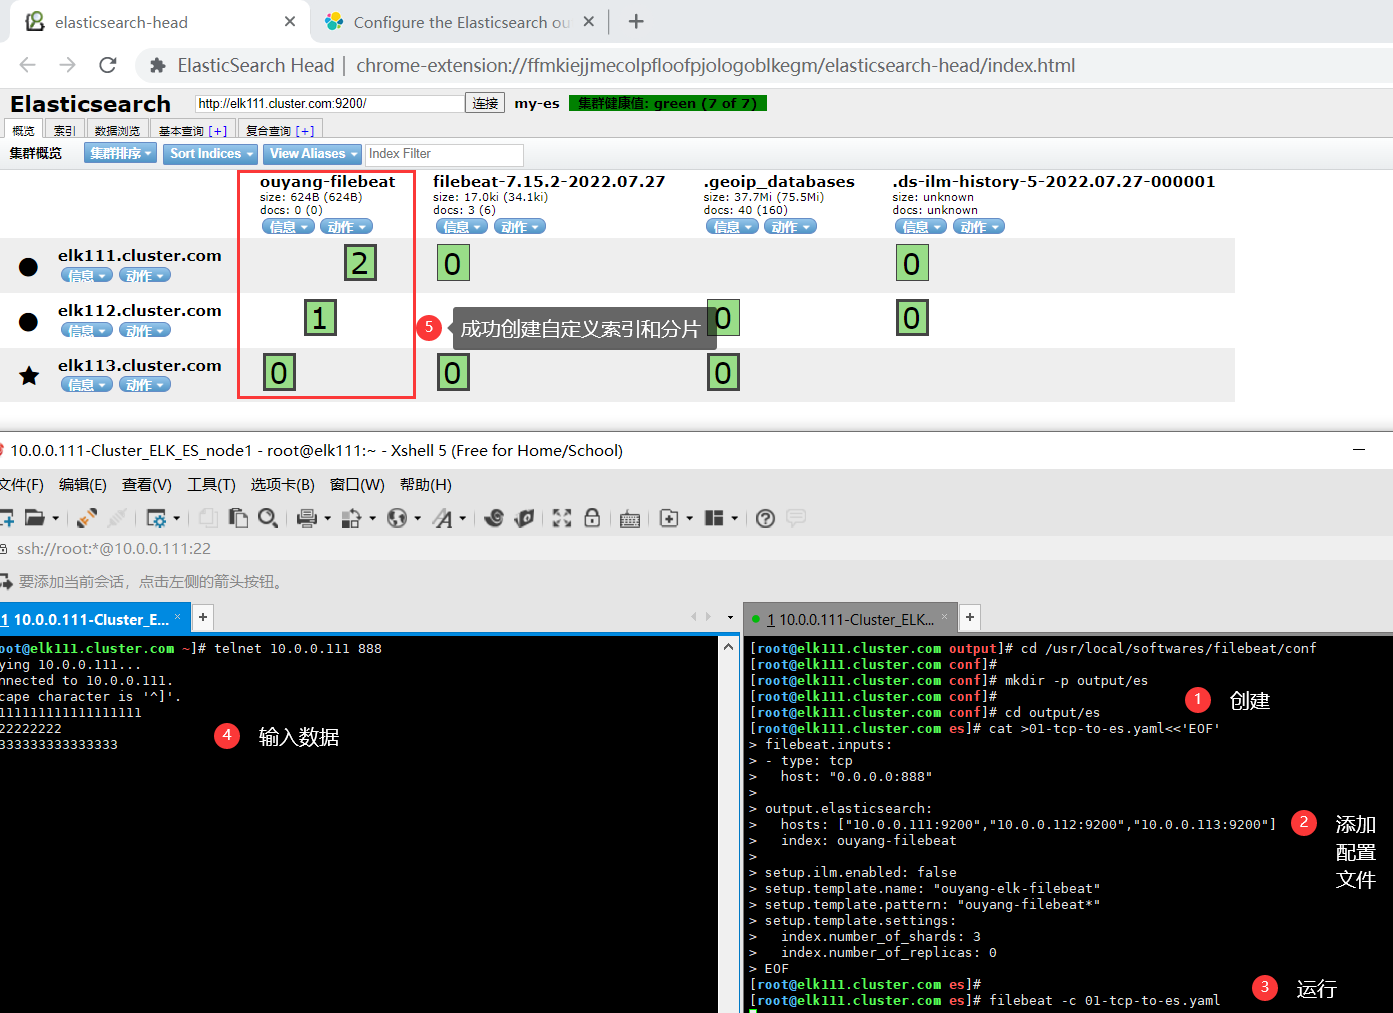 elasticsearch-head
Configure the Elasticsearch ou
ElasticSearch Head | chrome-extension://ffmkiejjmecolpfloofpjologoblkegm/elasticsearch-head/index.html
Elasticsearch http://elk111.cluster.com:9200/ 连接 my-es 集群健康值: green (7 of 7)
概览 索引 数据浏览 基本查询 [+] 复合查询 [+]
集群概览 集群排序 Sort Indices View Aliases Index Filter
ouyang-filebeat filebeat-7.15.2-2022.07.27 .geoip_databases .ds-ilm-history-5-2022.07.27-000001
size: 624B (624B) size: 17.0ki (34.1ki) size: 37.7Mi (75.5Mi) size: unknown
docs: 0 (0) docs: 3 (6) docs: 40 (160) docs: unknown
信息 动作 信息 动作 信息 动作 信息 动作
elk111.cluster.com 2 0 0
信息 动作
elk112.cluster.com 1 0 0
信息 动作
5 成功创建自定义索引和分片
elk113.cluster.com 0 0 0
信息 动作
10.0.0.111-Cluster_ELK_ES_node1 - root@elk111:~ - Xshell 5 (Free for Home/School)
文件(F) 编辑(E) 查看(V) 工具(T) 选项卡(B) 窗口(W) 帮助(H)
ssh://root:*@10.0.0.111:22
要添加当前会话，点击左侧的箭头按钮。
1 10.0.0.111-Cluster_E... × +
oot@elk111.cluster.com ~]# telnet 10.0.0.111 888
ying 10.0.0.111...
nnected to 10.0.0.111.
cape character is '^]'.
111111111111111111
22222222
333333333333333
4 输入数据
1 10.0.0.111-Cluster_ELK... × +
[root@elk111.cluster.com output]# cd /usr/local/softwares/filebeat/conf
[root@elk111.cluster.com conf]#
[root@elk111.cluster.com conf]# mkdir -p output/es
[root@elk111.cluster.com conf]#
1 创建
[root@elk111.cluster.com conf]# cd output/es
[root@elk111.cluster.com es]# cat >01-tcp-to-es.yaml<<'EOF'
> filebeat.inputs:
> - type: tcp
>   host: "0.0.0.0:888"
>
> output.elasticsearch:
>   hosts: ["10.0.0.111:9200","10.0.0.112:9200","10.0.0.113:9200"]
>   index: ouyang-filebeat
>
2 添加
配置
文件
> setup.ilm.enabled: false
> setup.template.name: "ouyang-elk-filebeat"
> setup.template.pattern: "ouyang-filebeat*"
> setup.template.settings:
>   index.number_of_shards: 3
>   index.number_of_replicas: 0
> EOF
[root@elk111.cluster.com es]#
[root@elk111.cluster.com es]# filebeat -c 01-tcp-to-es.yaml
3 运行